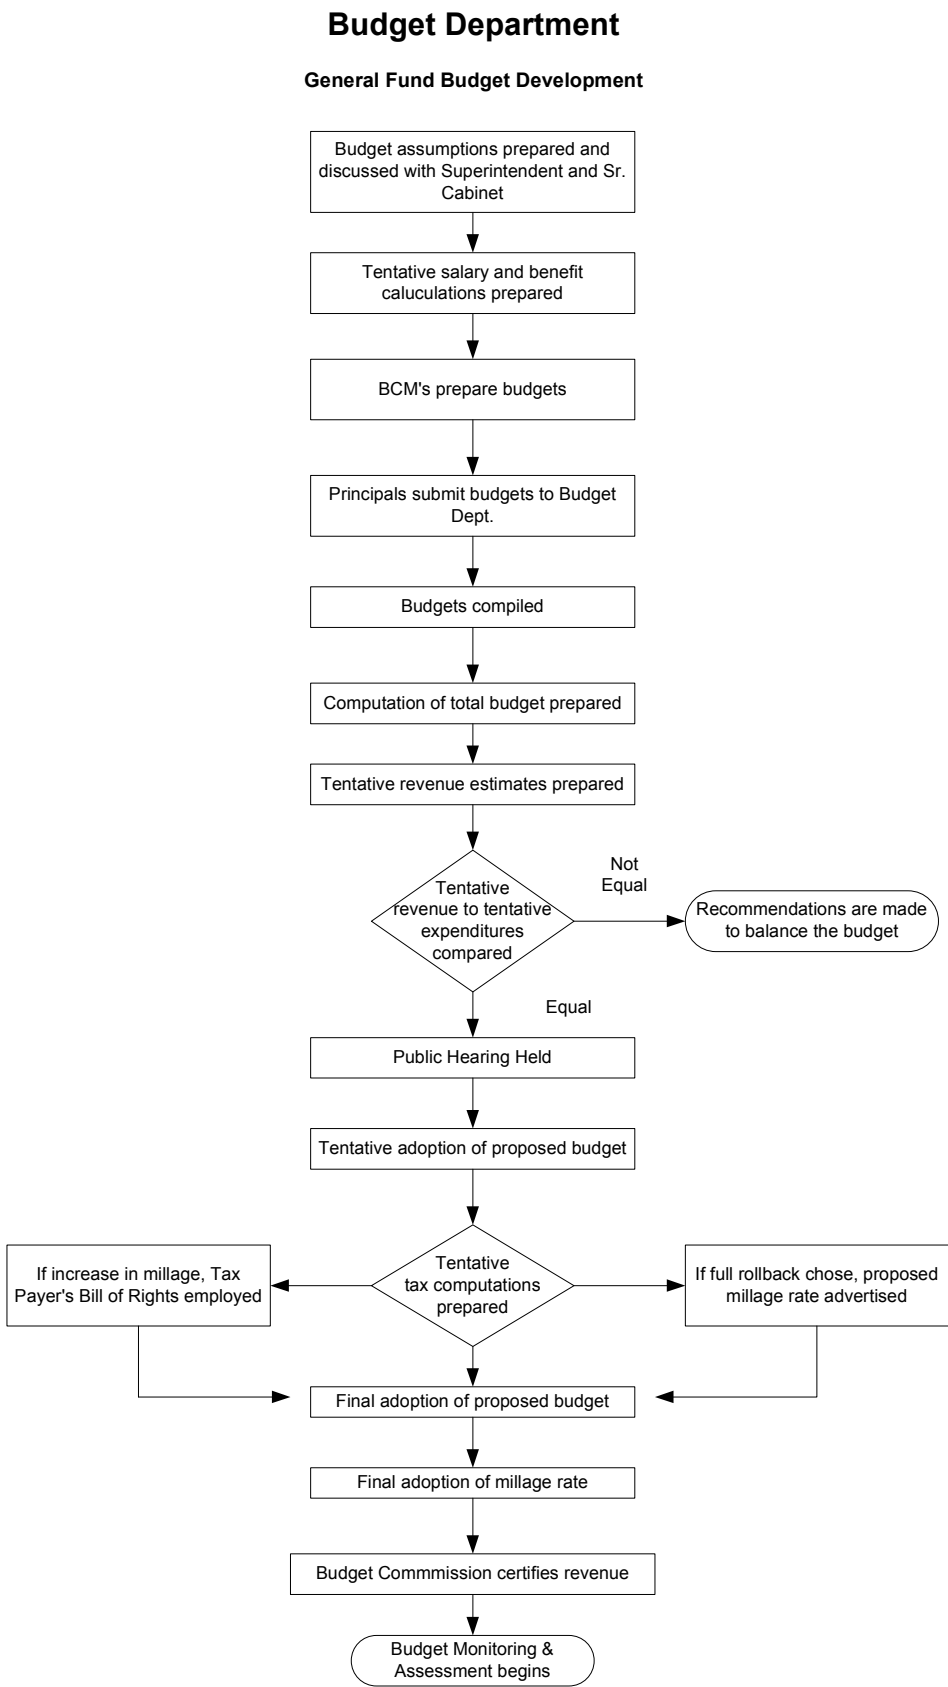 Budget Department
General Fund Budget Development
Budget assumptions prepared and
discussed with Superintendent and Sr.
Cabinet
Tentative salary and benefit
caluculations prepared
BCM's prepare budgets
Principals submit budgets to Budget
Dept.
Budgets compiled
Computation of total budget prepared
Tentative revenue estimates prepared
Tentative
revenue to tentative
expenditures
compared
Not
Equal
Recommendations are made
to balance the budget
Equal
Public Hearing Held
Tentative adoption of proposed budget
If increase in millage, Tax
Payer's Bill of Rights employed
Tentative
tax computations
prepared
If full rollback chose, proposed
millage rate advertised
Final adoption of proposed budget
Final adoption of millage rate
Budget Commmission certifies revenue
Budget Monitoring &
Assessment begins